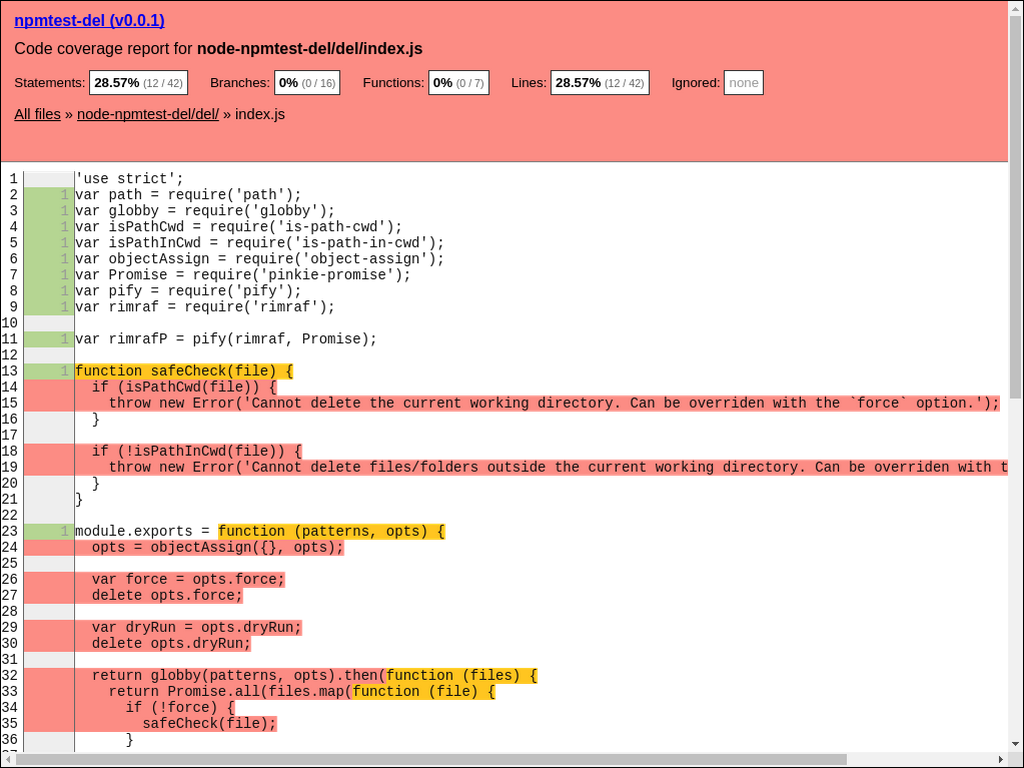 npmtest-del (v0.0.1)
Code coverage report for node-npmtest-del/del/index.js
Statements: 28.57% (12 / 42) Branches: 0% (0 / 16) Functions: 0% (0 / 7) Lines: 28.57% (12 / 42) Ignored: none
All files » node-npmtest-del/del/ » index.js
1 'use strict';
2 1 var path = require('path');
3 1 var globby = require('globby');
4 1 var isPathCwd = require('is-path-cwd');
5 1 var isPathInCwd = require('is-path-in-cwd');
6 1 var objectAssign = require('object-assign');
7 1 var Promise = require('pinkie-promise');
8 1 var pify = require('pify');
9 1 var rimraf = require('rimraf');
10
11 1 var rimrafP = pify(rimraf, Promise);
12
13 1 function safeCheck(file) {
14   if (isPathCwd(file)) {
15     throw new Error('Cannot delete the current working directory. Can be overriden with the `force` option.');
16   }
17
18   if (!isPathInCwd(file)) {
19     throw new Error('Cannot delete files/folders outside the current working directory. Can be overriden with t
20   }
21 }
22
23 1 module.exports = function (patterns, opts) {
24   opts = objectAssign({}, opts);
25
26   var force = opts.force;
27   delete opts.force;
28
29   var dryRun = opts.dryRun;
30   delete opts.dryRun;
31
32   return globby(patterns, opts).then(function (files) {
33     return Promise.all(files.map(function (file) {
34       if (!force) {
35         safeCheck(file);
36       }